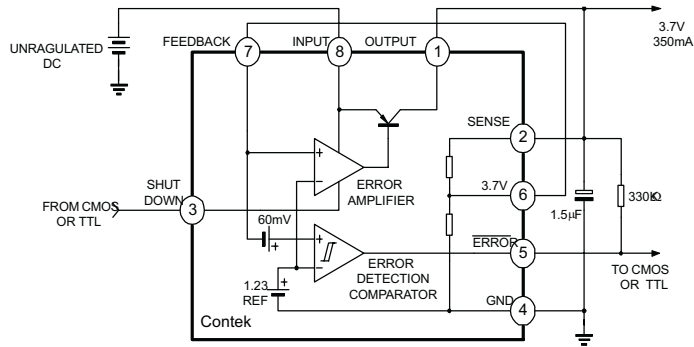 UNRAGULATED
DC
FEEDBACK
INPUT
OUTPUT
7
8
1
3.7V
350mA
SENSE
2
3.7V
6
+
−
ERROR
AMPLIFIER
SHUT
DOWN
3
FROM CMOS
OR TTL
60mV
+
+
−
ERROR
DETECTION
COMPARATOR
ERROR
5
1.5μF
330KΩ
TO CMOS
OR TTL
1.23
REF
+
GND
4
Contek